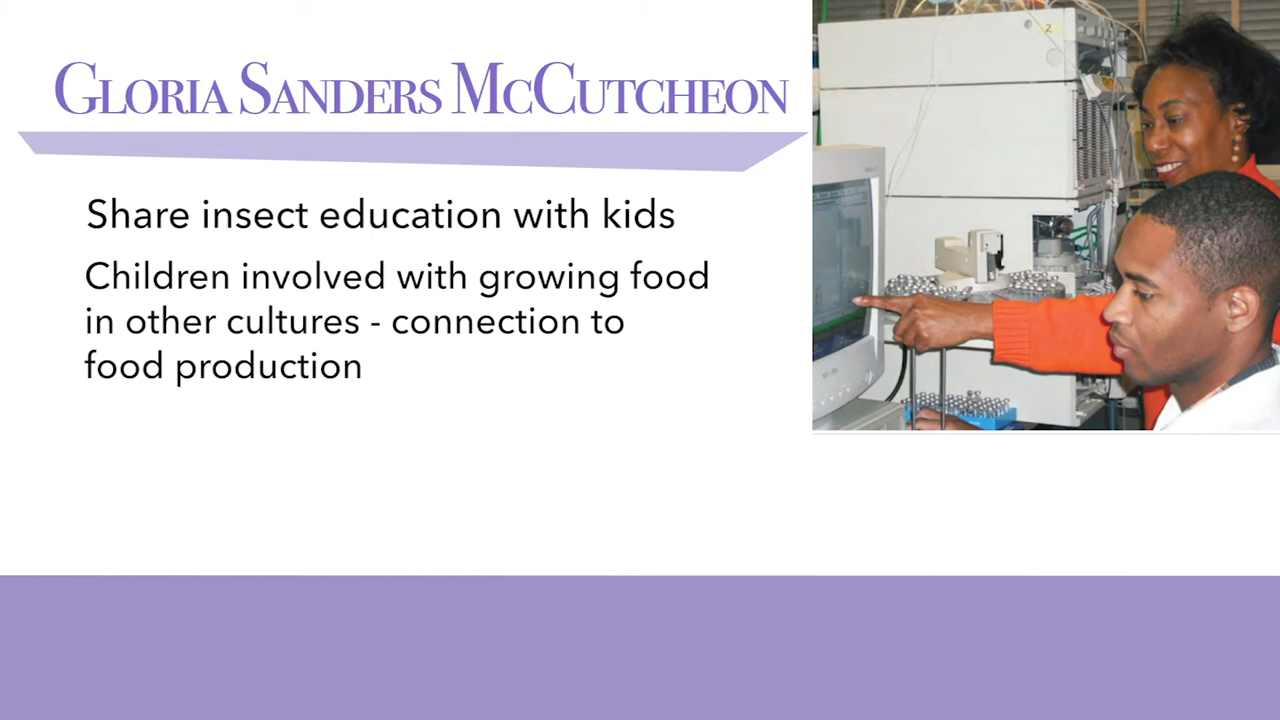 GLORIA SANDERS MCCUTCHEON
Share insect education with kids
Children involved with growing food
in other cultures - connection to
food production
2